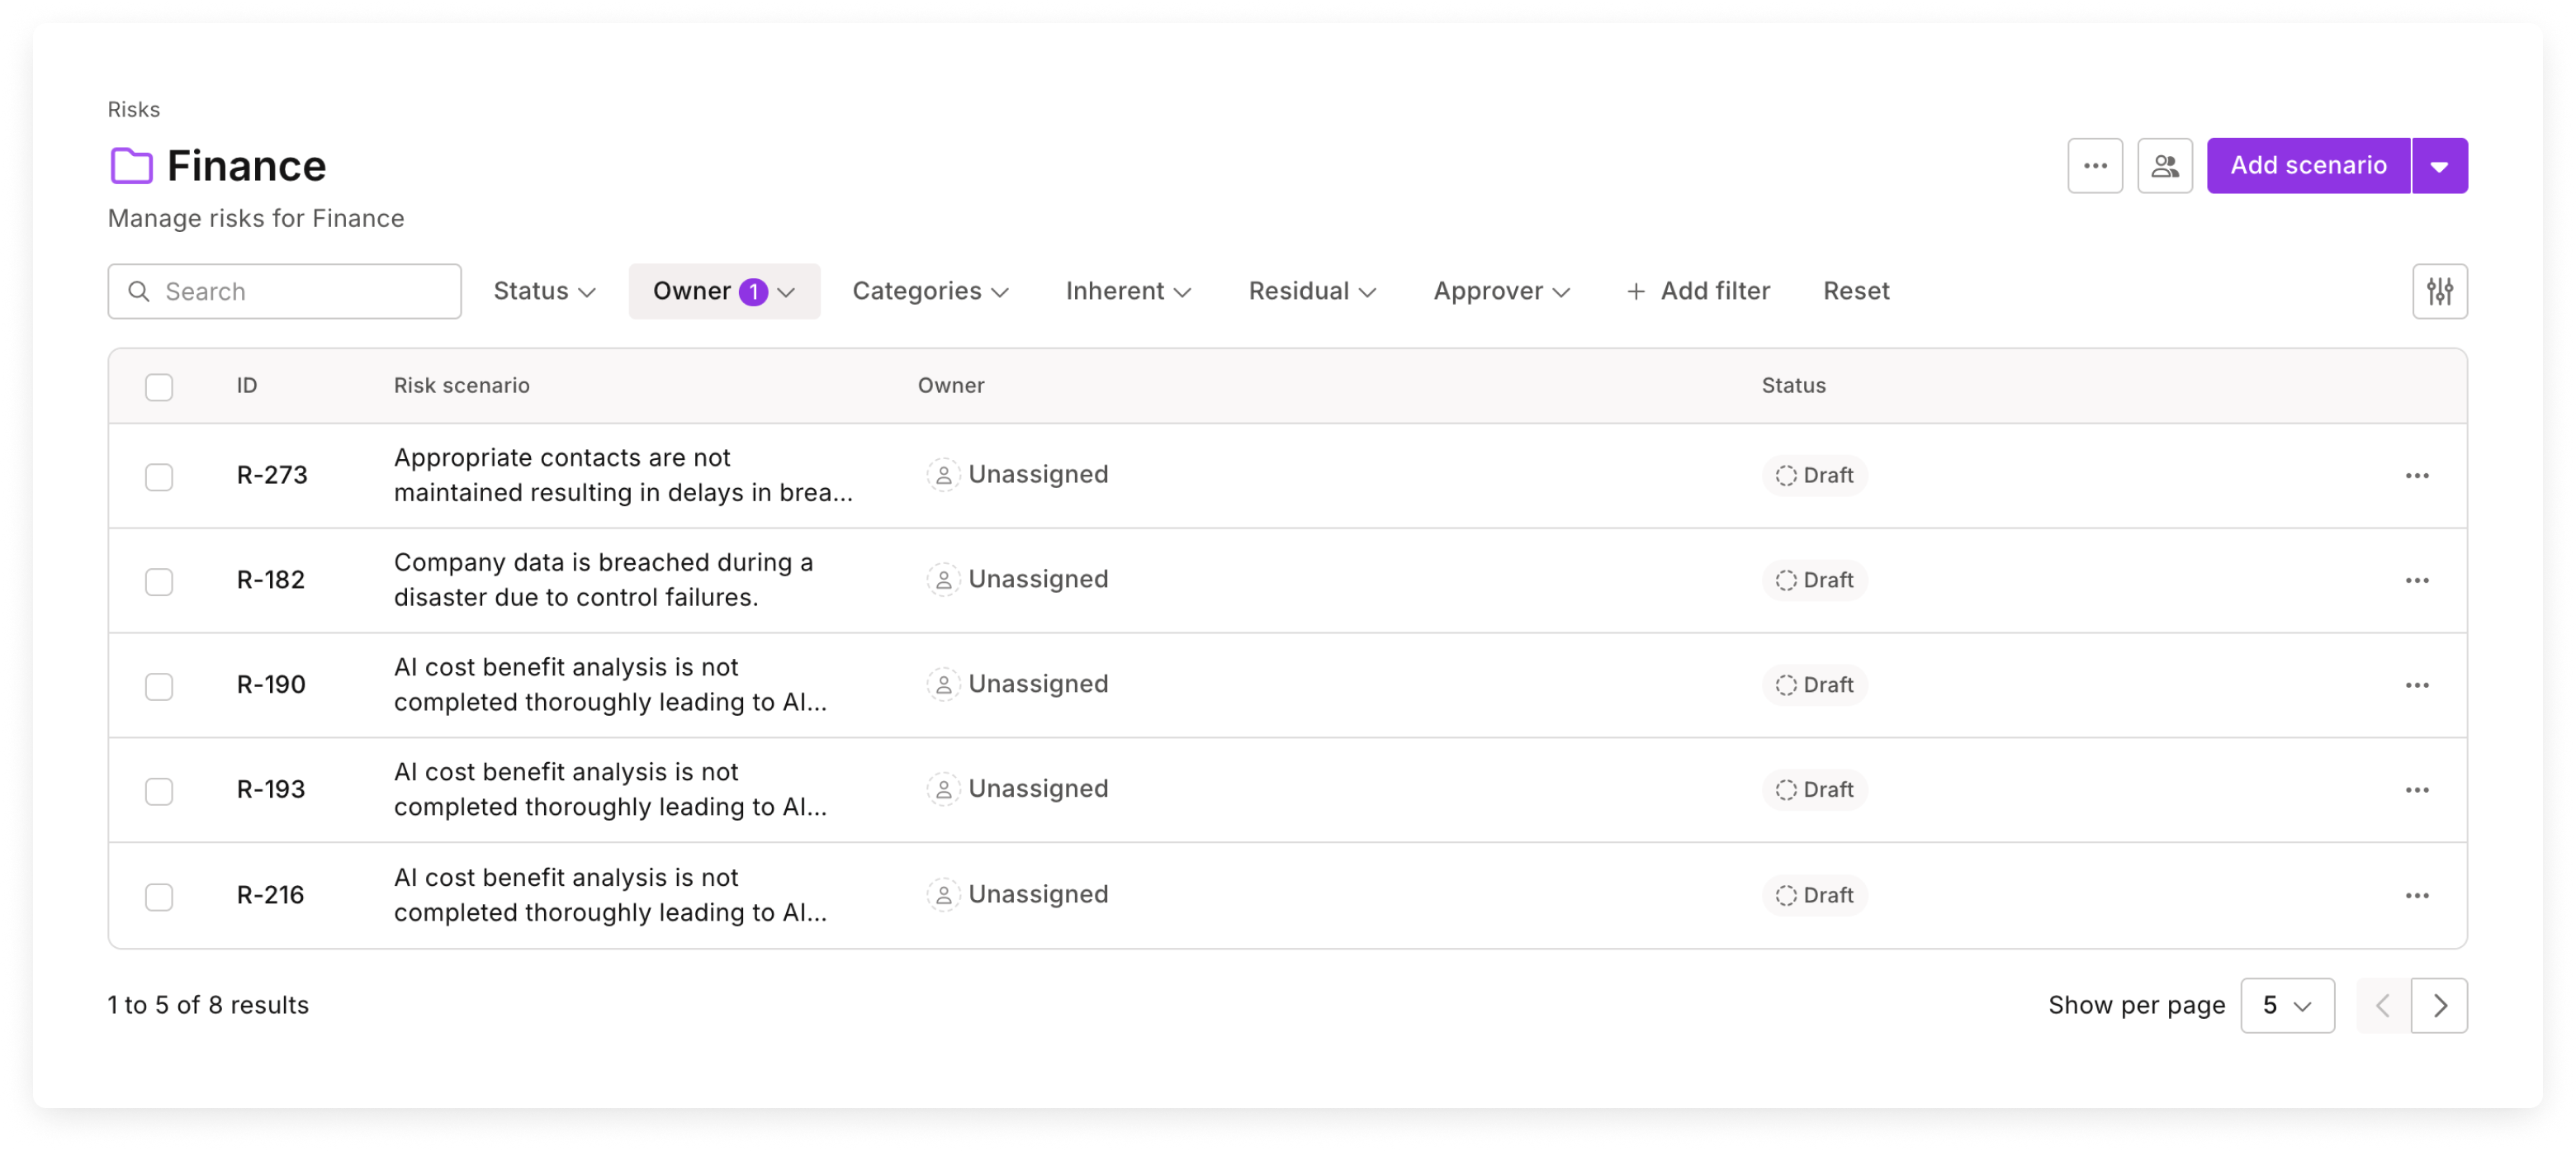 Risks
Finance
Add scenario
Manage risks for Finance
Search Status Owner 1 Categories Inherent Residual Approver + Add filter Reset
ID Risk scenario Owner Status
R-273 Appropriate contacts are not
maintained resulting in delays in brea... Unassigned Draft
R-182 Company data is breached during a
disaster due to control failures. Unassigned Draft
R-190 AI cost benefit analysis is not
completed thoroughly leading to AI... Unassigned Draft
R-193 AI cost benefit analysis is not
completed thoroughly leading to AI... Unassigned Draft
R-216 AI cost benefit analysis is not
completed thoroughly leading to AI... Unassigned Draft
1 to 5 of 8 results Show per page 5